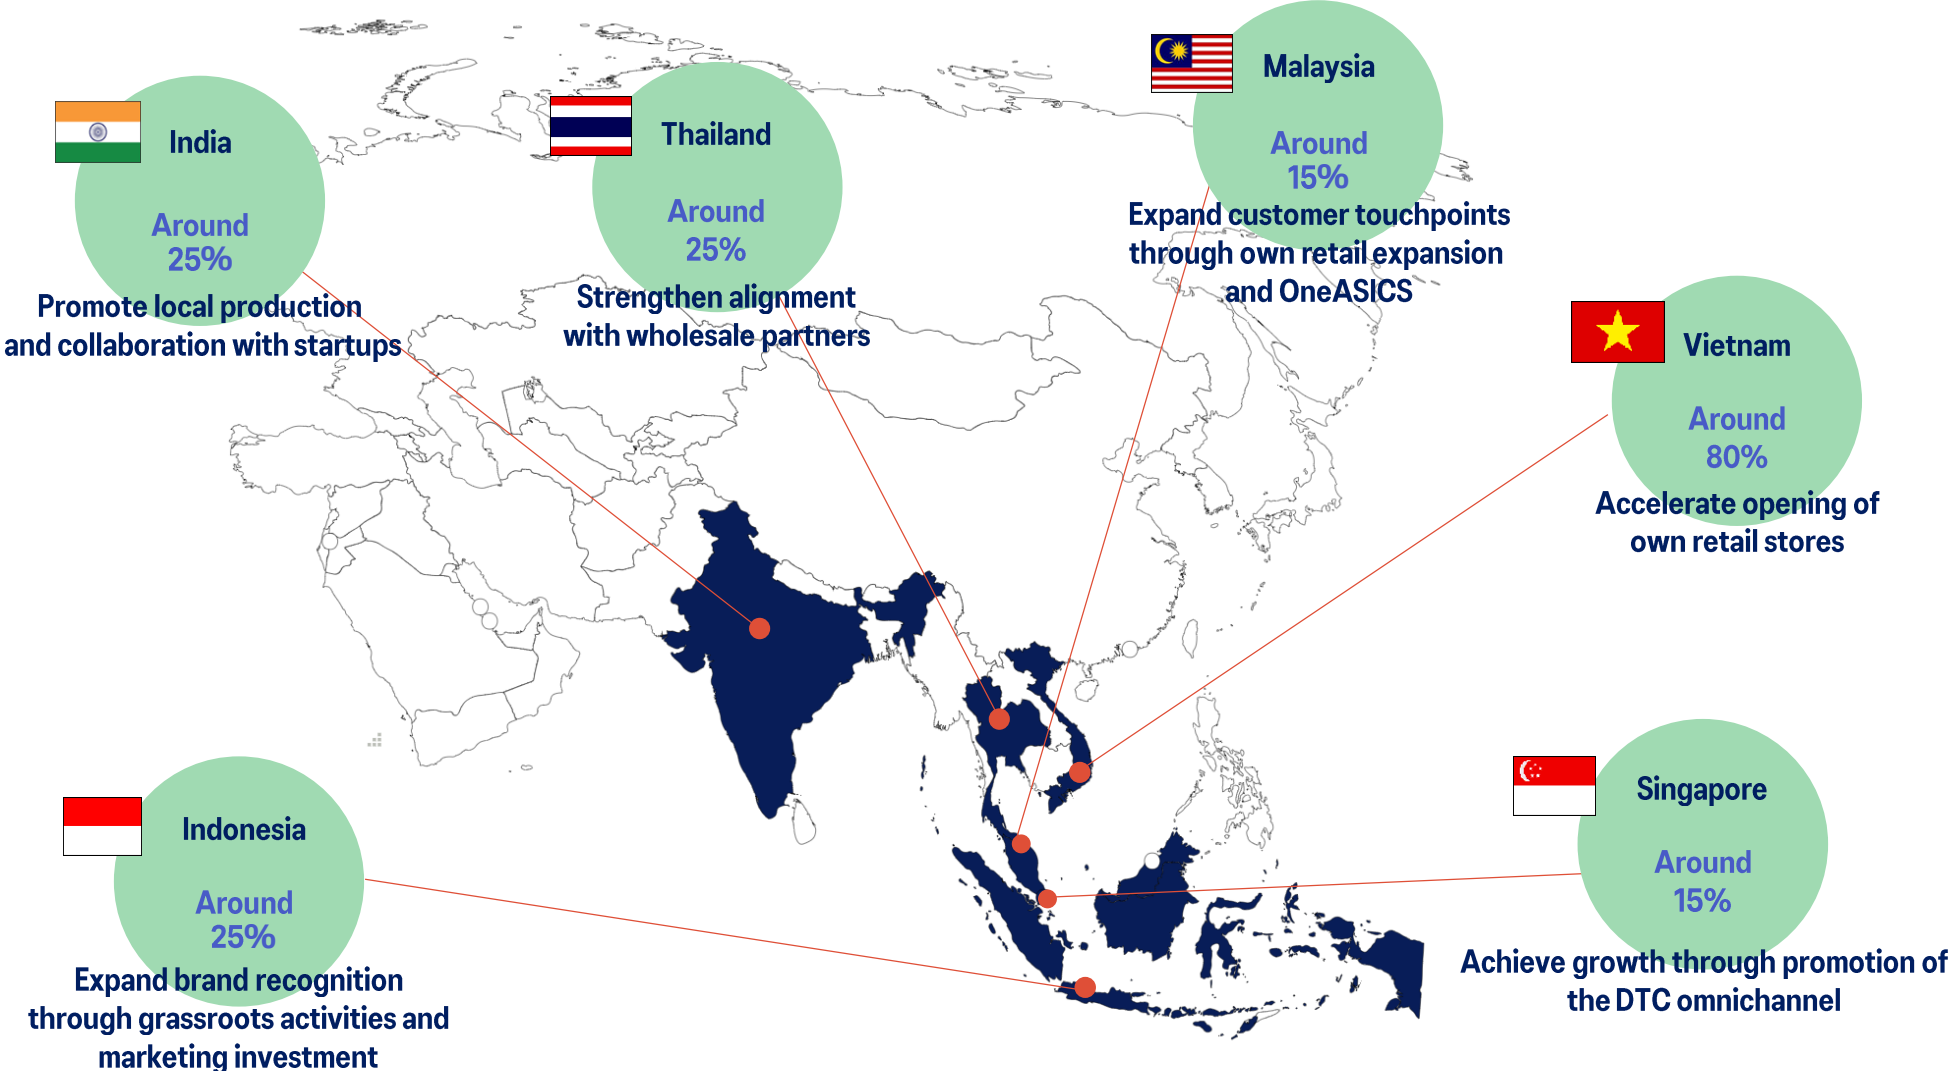 India
Around
25%
Promote local production
and collaboration with startups
Thailand
Around
25%
Strengthen alignment
with wholesale partners
Malaysia
Around
15%
Expand customer touchpoints
through own retail expansion
and OneASICS
Vietnam
Around
80%
Accelerate opening of
own retail stores
Indonesia
Around
25%
Expand brand recognition
through grassroots activities and
marketing investment
Singapore
Around
15%
Achieve growth through promotion of
the DTC omnichannel